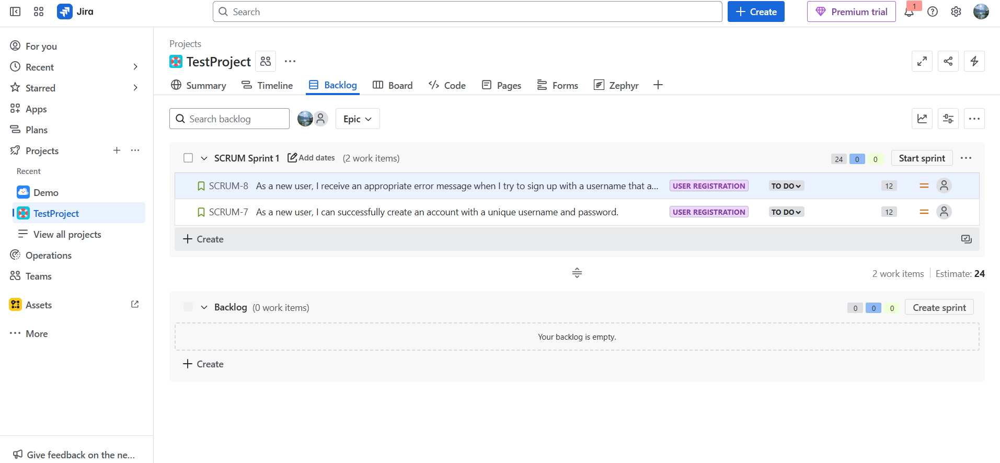 Jira
Search
Create
Premium trial
1
For you
Recent
Starred
Apps
Plans
Projects
Recent
Demo
TestProject
View all projects
Operations
Teams
Assets
More
Give feedback on the ne...
Projects
TestProject
Summary Timeline Backlog Board Code Pages Forms Zephyr
Search backlog
Epic
SCRUM Sprint 1 Add dates (2 work items) 24 0 0 Start sprint
SCRUM-8 As a new user, I receive an appropriate error message when I try to sign up with a username that a... USER REGISTRATION TO DO 12
SCRUM-7 As a new user, I can successfully create an account with a unique username and password. USER REGISTRATION TO DO 12
Create
2 work items Estimate: 24
Backlog (0 work items) 0 0 0 Create sprint
Your backlog is empty.
Create